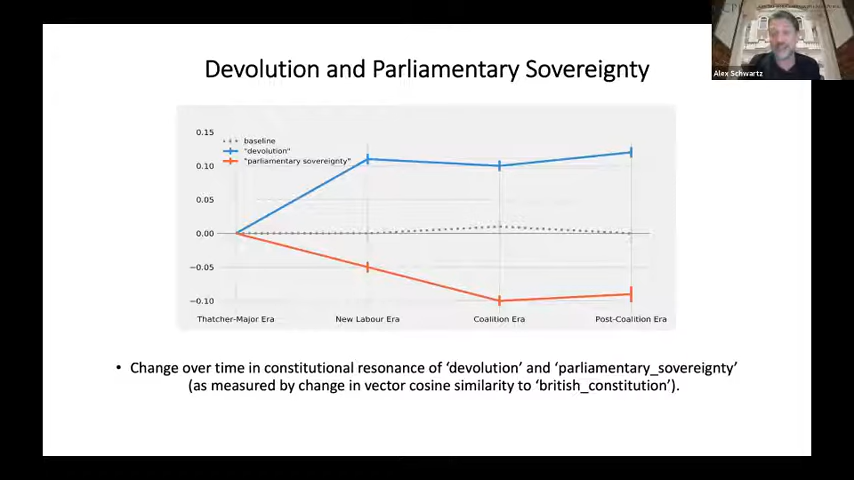 Alex Schwartz
Devolution and Parliamentary Sovereignty
0.15
baseline
"devolution"
"parliamentary sovereignty"
0.10
0.05
0.00
−0.05
−0.10
Thatcher-Major Era New Labour Era Coalition Era Post-Coalition Era
• Change over time in constitutional resonance of ‘devolution’ and ‘parliamentary_sovereignty’
(as measured by change in vector cosine similarity to ‘british_constitution’).